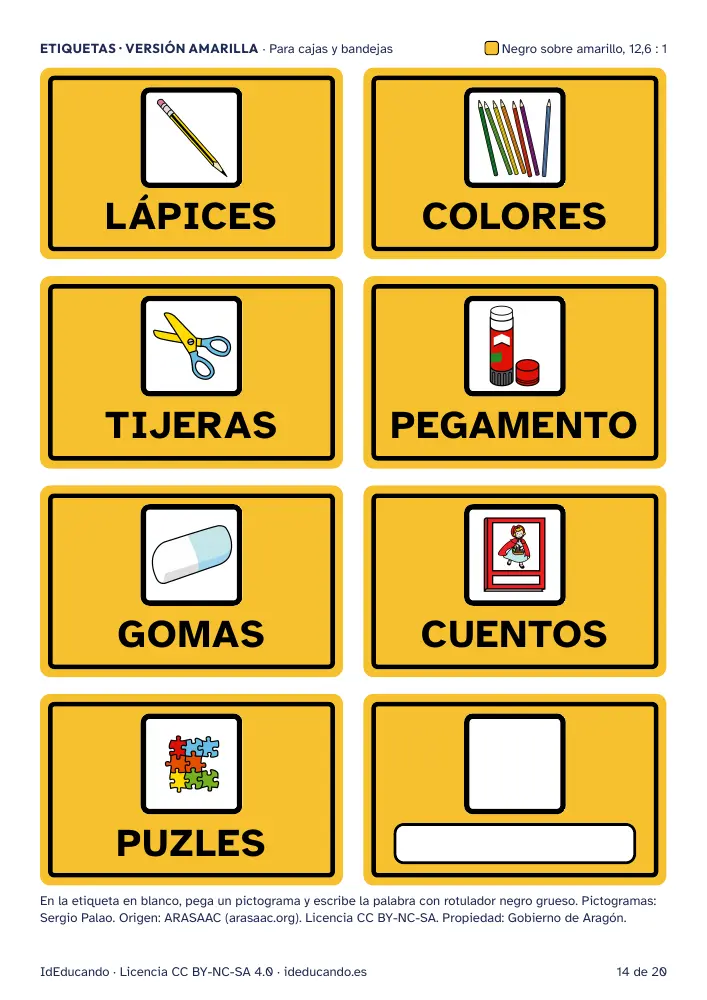 ETIQUETAS · VERSIÓN AMARILLA · Para cajas y bandejas
Negro sobre amarillo, 12,6 : 1
LÁPICES
COLORES
TIJERAS
PEGAMENTO
GOMAS
CUENTOS
PUZLES
En la etiqueta en blanco, pega un pictograma y escribe la palabra con rotulador negro grueso. Pictogramas:
Sergio Palao. Origen: ARASAAC (arasaac.org). Licencia CC BY-NC-SA. Propiedad: Gobierno de Aragón.
IdEducando · Licencia CC BY-NC-SA 4.0 · ideducando.es
14 de 20